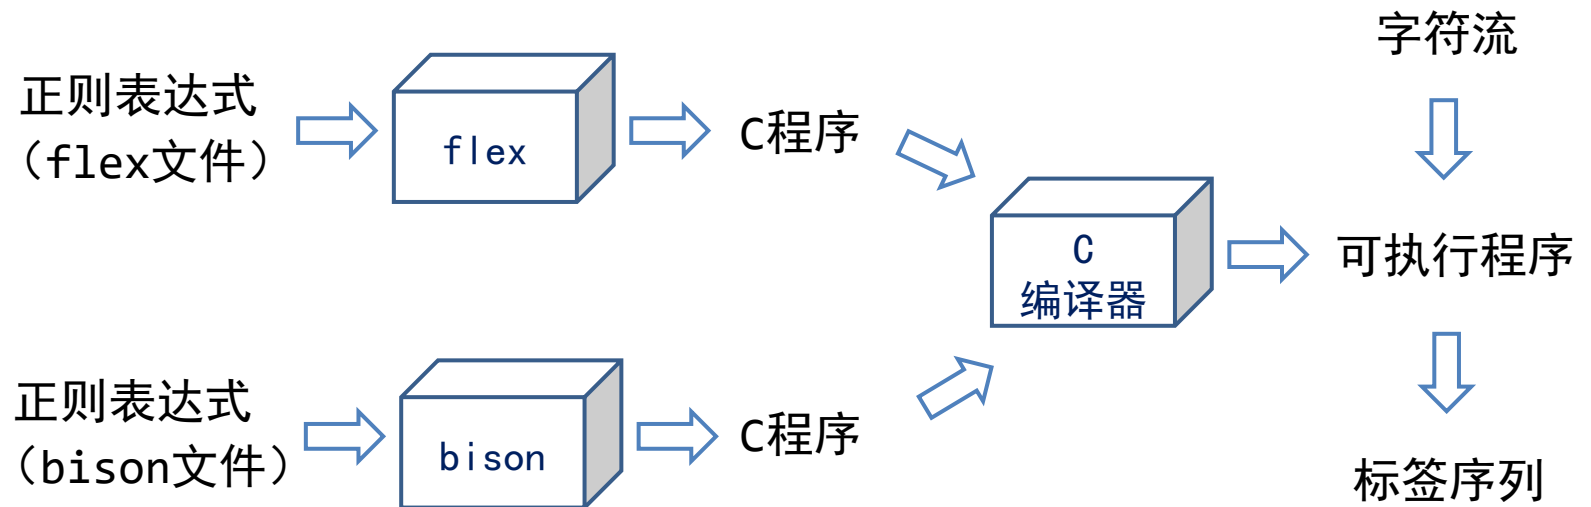 字符流
正则表达式
（flex文件）
flex
C程序
C
编译器
可执行程序
正则表达式
（bison文件）
bison
C程序
标签序列